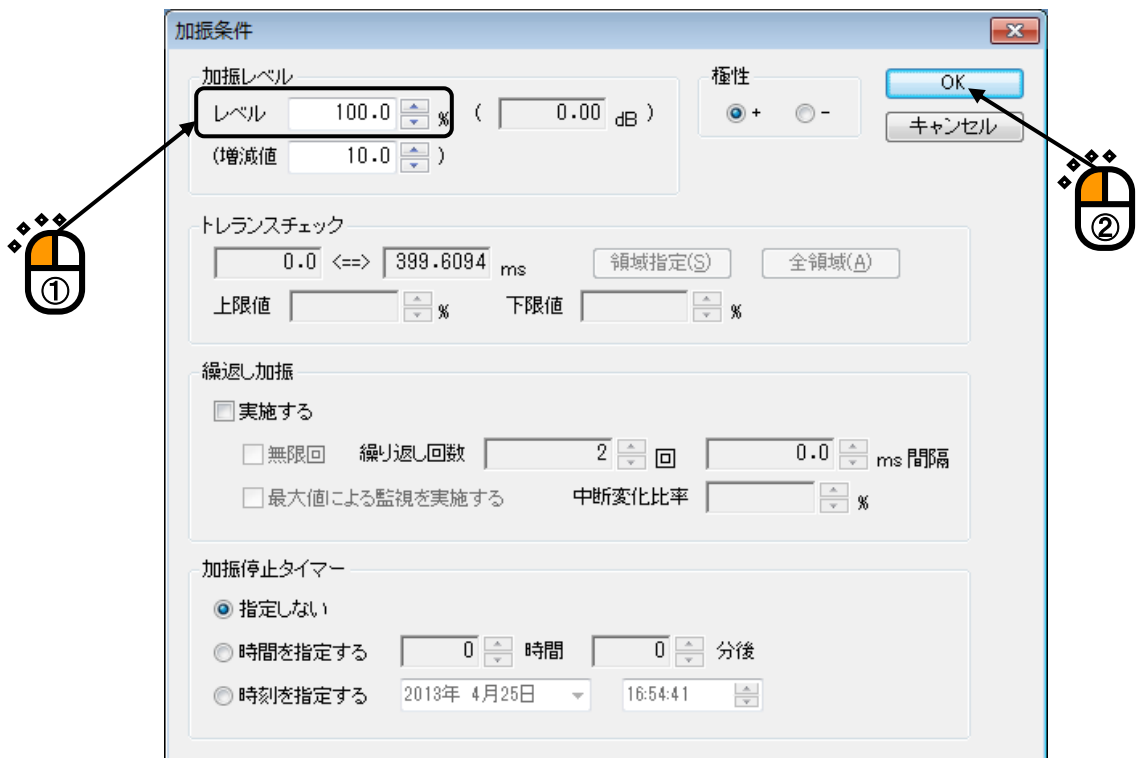 加振条件
加振レベル
レベル 100.0 % ( 0.00 dB )
(増減値 10.0 )
極性
+ -
OK
キャンセル
①
②
トレランスチェック
0.0 <==> 399.6094 ms 領域指定(S) 全領域(A)
上限値 % 下限値 %
繰返し加振
実施する
無限回 繰り返し回数 2 回 0.0 ms 間隔
最大値による監視を実施する 中断変化比率 %
加振停止タイマー
指定しない
時間を指定する 0 時間 0 分後
時刻を指定する 2013年 4月25日 16:54:41